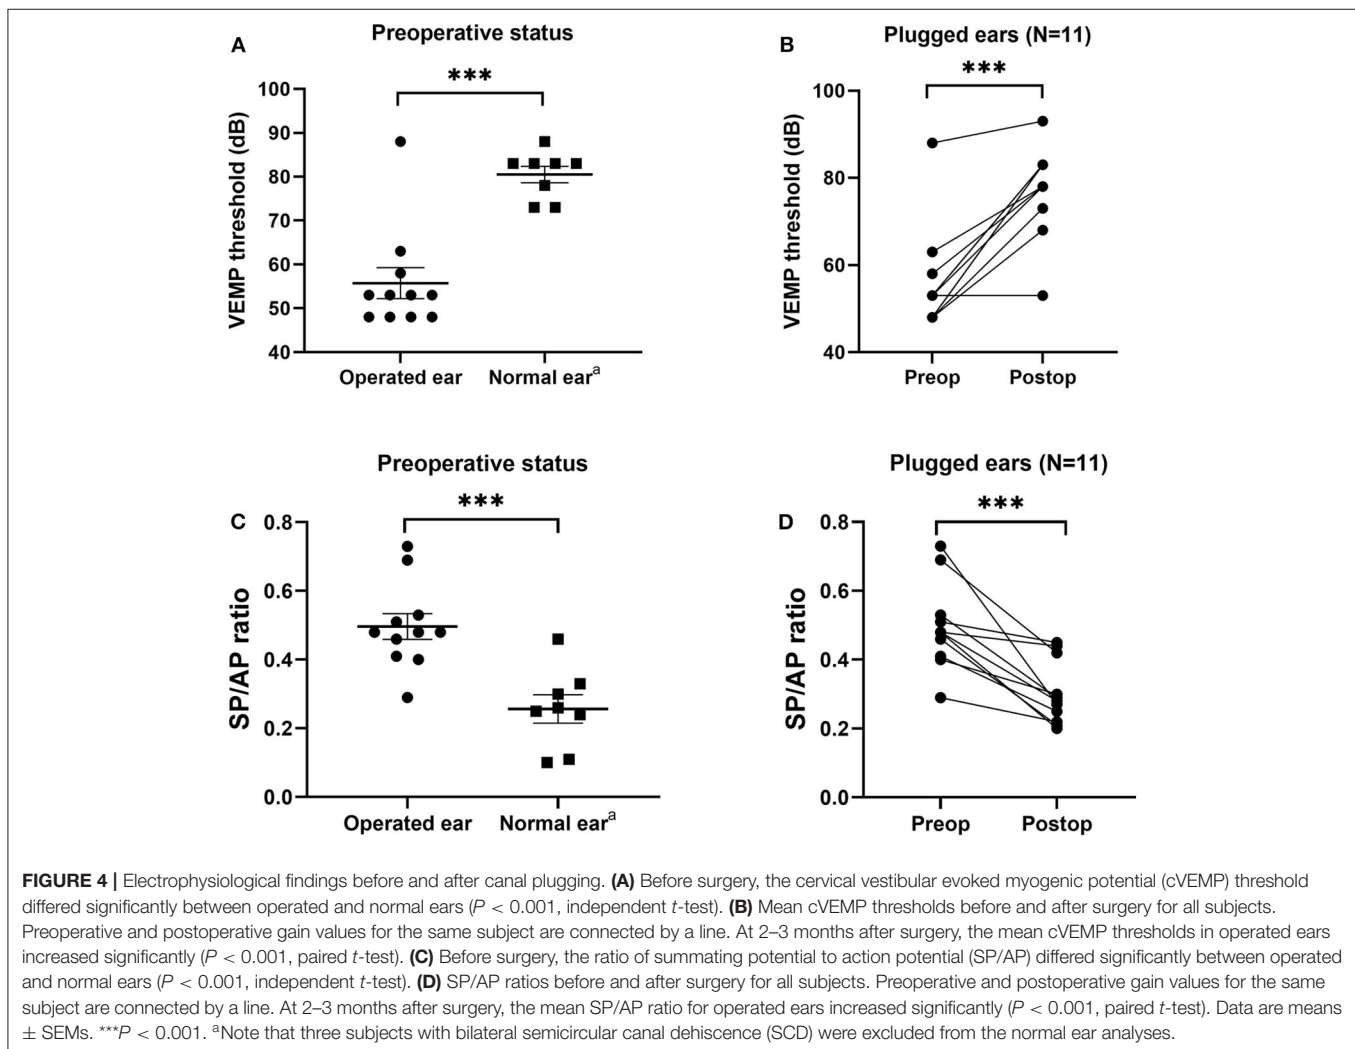 A
Preoperative status
***
VEMP threshold (dB)
100
90
80
70
60
50
40
Operated ear
Normal ear^a
B
Plugged ears (N=11)
***
VEMP threshold (dB)
100
80
60
40
Preop
Postop
Preoperative status
***
C
SP/AP ratio
0.8
0.6
0.4
0.2
0.0
Operated ear
Normal ear^a
Plugged ears (N=11)
***
D
SP/AP ratio
0.8
0.6
0.4
0.2
0.0
Preop
Postop
FIGURE 4 | Electrophysiological findings before and after canal plugging. (A) Before surgery, the cervical vestibular evoked myogenic potential (cVEMP) threshold
differed significantly between operated and normal ears (P < 0.001, independent t-test). (B) Mean cVEMP thresholds before and after surgery for all subjects.
Preoperative and postoperative gain values for the same subject are connected by a line. At 2–3 months after surgery, the mean cVEMP thresholds in operated ears
increased significantly (P < 0.001, paired t-test). (C) Before surgery, the ratio of summating potential to action potential (SP/AP) differed significantly between operated
and normal ears (P < 0.001, independent t-test). (D) SP/AP ratios before and after surgery for all subjects. Preoperative and postoperative gain values for the same
subject are connected by a line. At 2–3 months after surgery, the mean SP/AP ratio for operated ears increased significantly (P < 0.001, paired t-test). Data are means
± SEMs. ***P < 0.001. ^aNote that three subjects with bilateral semicircular canal dehiscence (SCD) were excluded from the normal ear analyses.